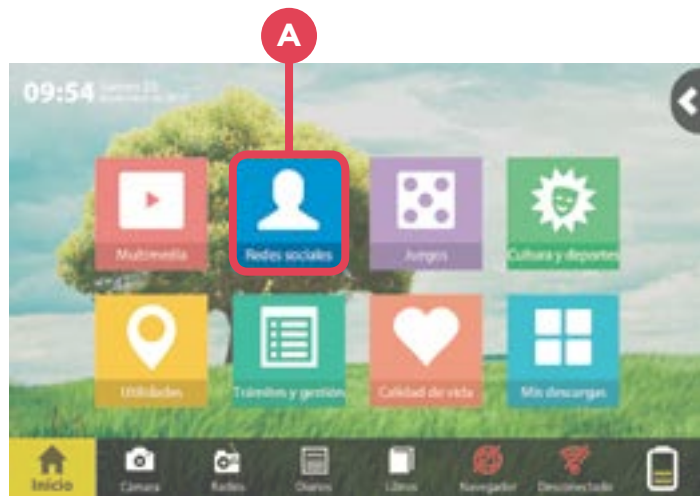 A
09:54
Multimedia
Redes sociales
Juegos
Cultura y deportes
Utilidades
Trámites y gestión
Calidad de vida
Mis descargas
Inicio
Cámara
Radios
Diarios
Libros
Navegador
Desconectado